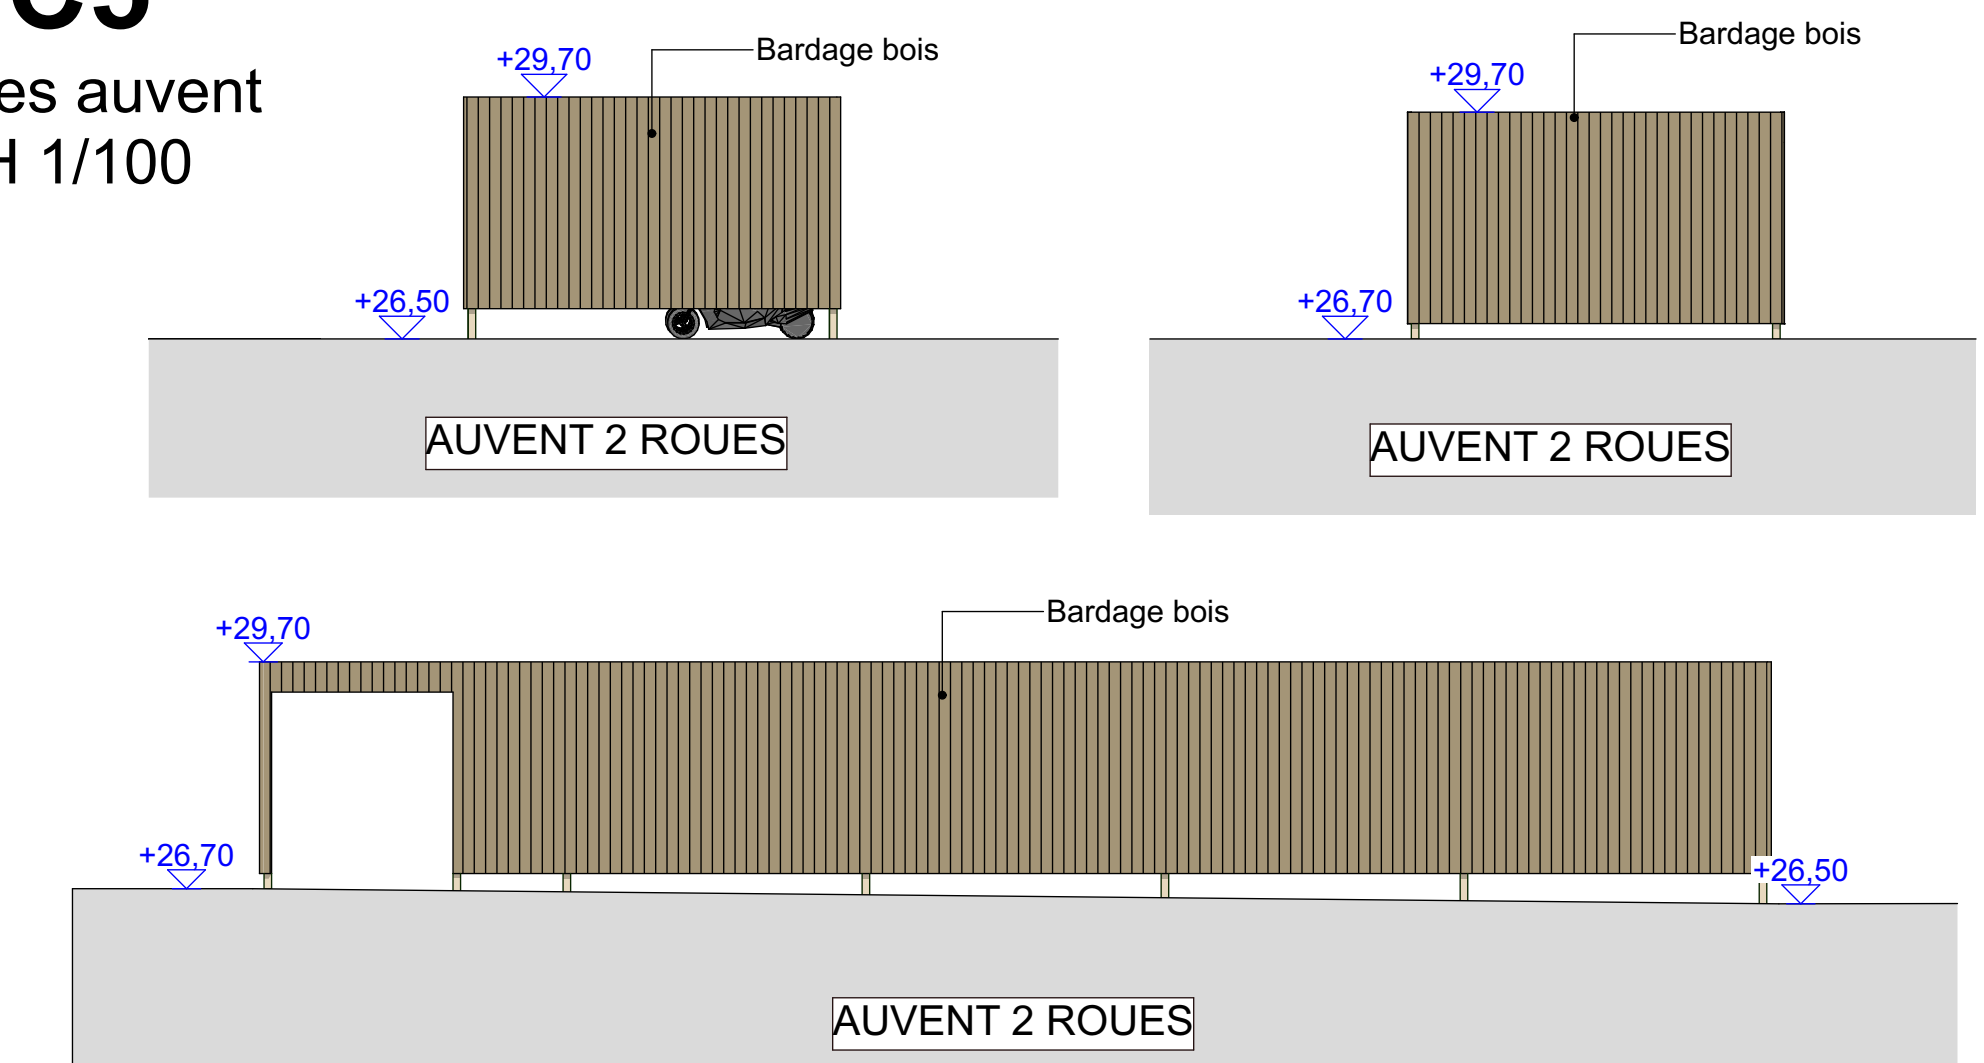 es auvent
H 1/100
+29,70
Bardage bois
+26,50
AUVENT 2 ROUES
+29,70
Bardage bois
+26,70
AUVENT 2 ROUES
+29,70
Bardage bois
+26,70
+26,50
AUVENT 2 ROUES